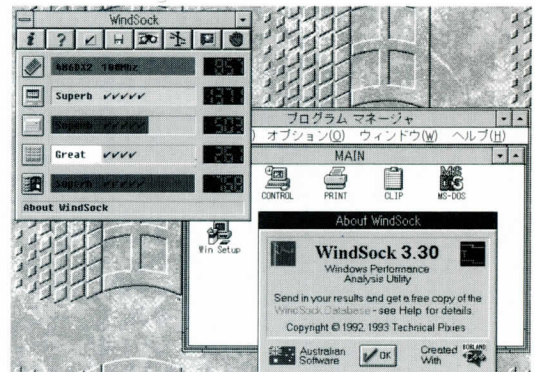 WindSock
486DX2 100MHz
Superb
Superb
Great
Superb
About WindSock
プログラム マネージャ
オプション(O) ウィンドウ(W) ヘルプ(H)
MAIN
CONTROL PRINT CLIP MS-DOS
Win Setup
About WindSock
WindSock 3.30
Windows Performance
Analysis Utility
Send in your results and get a free copy of the
WindSock Database - see Help for details.
Copyright © 1992, 1993 Technical Pixies
Australian
Software
OK
Created
With
BORLAND